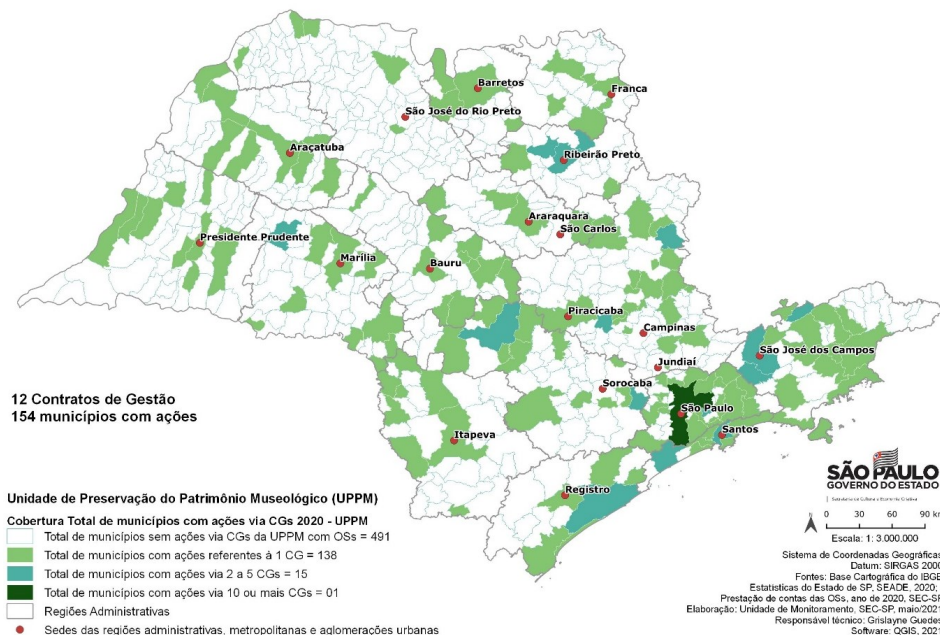 Barretos
Franca
São José do Rio Preto
Araçatuba
Ribeirão Preto
Araraquara
São Carlos
Presidente Prudente
Marília
Bauru
Piracicaba
Campinas
São José dos Campos
Jundiaí
Sorocaba
São Paulo
Santos
Itapeva
Registro
12 Contratos de Gestão
154 municípios com ações
Unidade de Preservação do Patrimônio Museológico (UPPM)
Cobertura Total de municípios com ações via CGs 2020 - UPPM
Total de municípios sem ações via CGs da UPPM com OSs = 491
Total de municípios com ações referentes à 1 CG = 138
Total de municípios com ações via 2 a 5 CGs = 15
Total de municípios com ações via 10 ou mais CGs = 01
Regiões Administrativas
Sedes das regiões administrativas, metropolitanas e aglomerações urbanas
SÃO PAULO
GOVERNO DO ESTADO
Secretaria de Cultura e Economia Criativa
N
0 30 60 90 km
Escala: 1: 3.000.000
Sistema de Coordenadas Geográficas
Datum: SIRGAS 2000
Fontes: Base Cartográfica do IBGE
Estatísticas do Estado de SP, SEADE, 2020;
Prestação de contas das OSs, ano de 2020, SEC-SP
Elaboração: Unidade de Monitoramento, SEC-SP, maio/2021
Responsável técnico: Grislayne Guedes
Software: QGIS, 2021